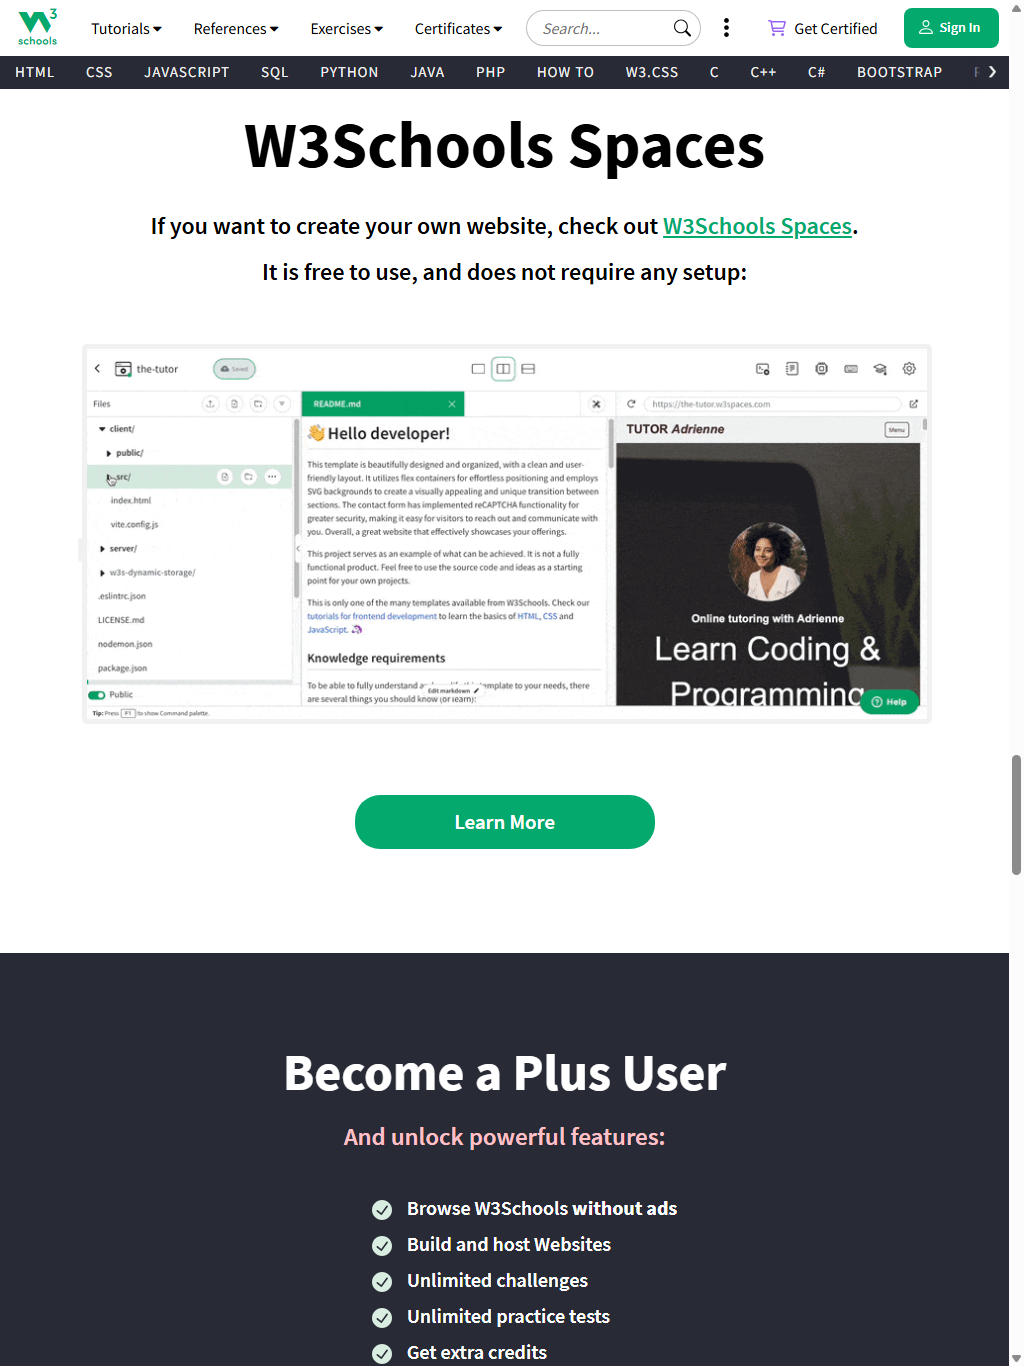 W3
schools
Tutorials
References
Exercises
Certificates
Search...
Get Certified
Sign In
HTML
CSS
JAVASCRIPT
SQL
PYTHON
JAVA
PHP
HOW TO
W3.CSS
C
C++
C#
BOOTSTRAP
W3Schools Spaces
If you want to create your own website, check out W3Schools Spaces.
It is free to use, and does not require any setup:
the-tutor
Saved
Files
client/
public/
src/
index.html
vite.config.js
server/
w3s-dynamic-storage/
.eslintrc.json
LICENSE.md
nodemon.json
package.json
Public
Tip: Press F1 to show Command palette.
README.md
👋 Hello developer!
This template is beautifully designed and organized, with a clean and user-
friendly layout. It utilizes flex containers for effortless positioning and employs
SVG backgrounds to create a visually appealing and unique transition between
sections. The contact form has implemented reCAPTCHA functionality for
greater security, making it easy for visitors to reach out and communicate with
you. Overall, a great website that effectively showcases your offerings.
This project serves as an example of what can be achieved. It is not a fully
functional product. Feel free to use the source code and ideas as a starting
point for your own projects.
This is only one of the many templates available from W3Schools. Check our
tutorials for frontend development to learn the basics of HTML, CSS and
JavaScript. 🦄
Knowledge requirements
To be able to fully understand template to your needs, there
are several things you should know (or learn):
Edit markdown
https://the-tutor.w3spaces.com
TUTOR Adrienne
Menu
Online tutoring with Adrienne
Learn Coding &
Programming
Help
Learn More
Become a Plus User
And unlock powerful features:
Browse W3Schools without ads
Build and host Websites
Unlimited challenges
Unlimited practice tests
Get extra credits